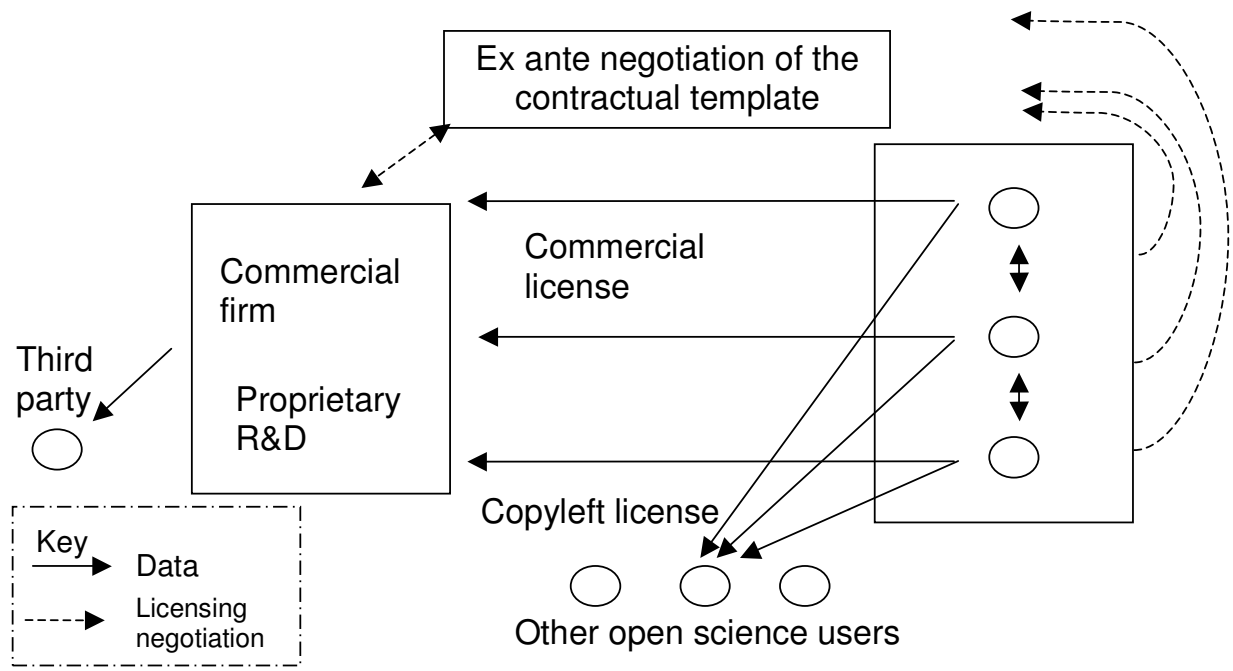 Ex ante negotiation of the
contractual template
Commercial
license
Commercial
firm
Proprietary
R&D
Third
party
Copyleft license
Other open science users
Key
Data
Licensing
negotiation